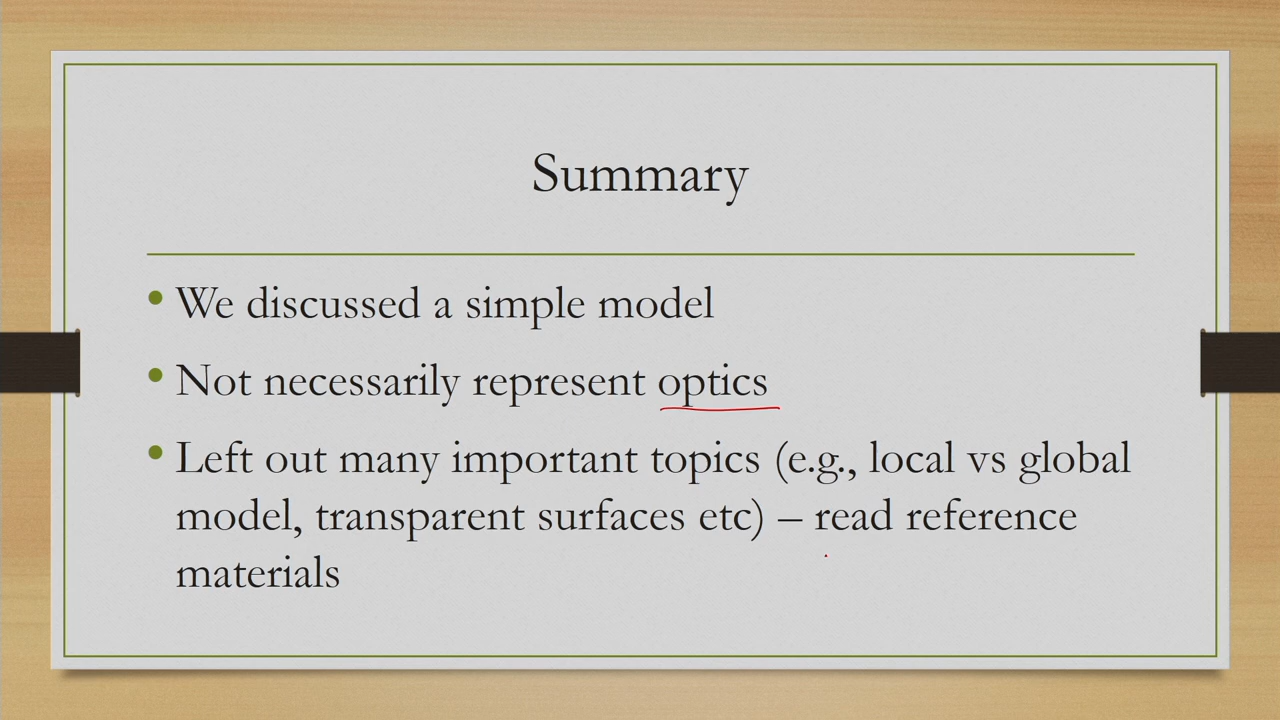 Summary
• We discussed a simple model
• Not necessarily represent optics
• Left out many important topics (e.g., local vs global
model, transparent surfaces etc) – read reference
materials